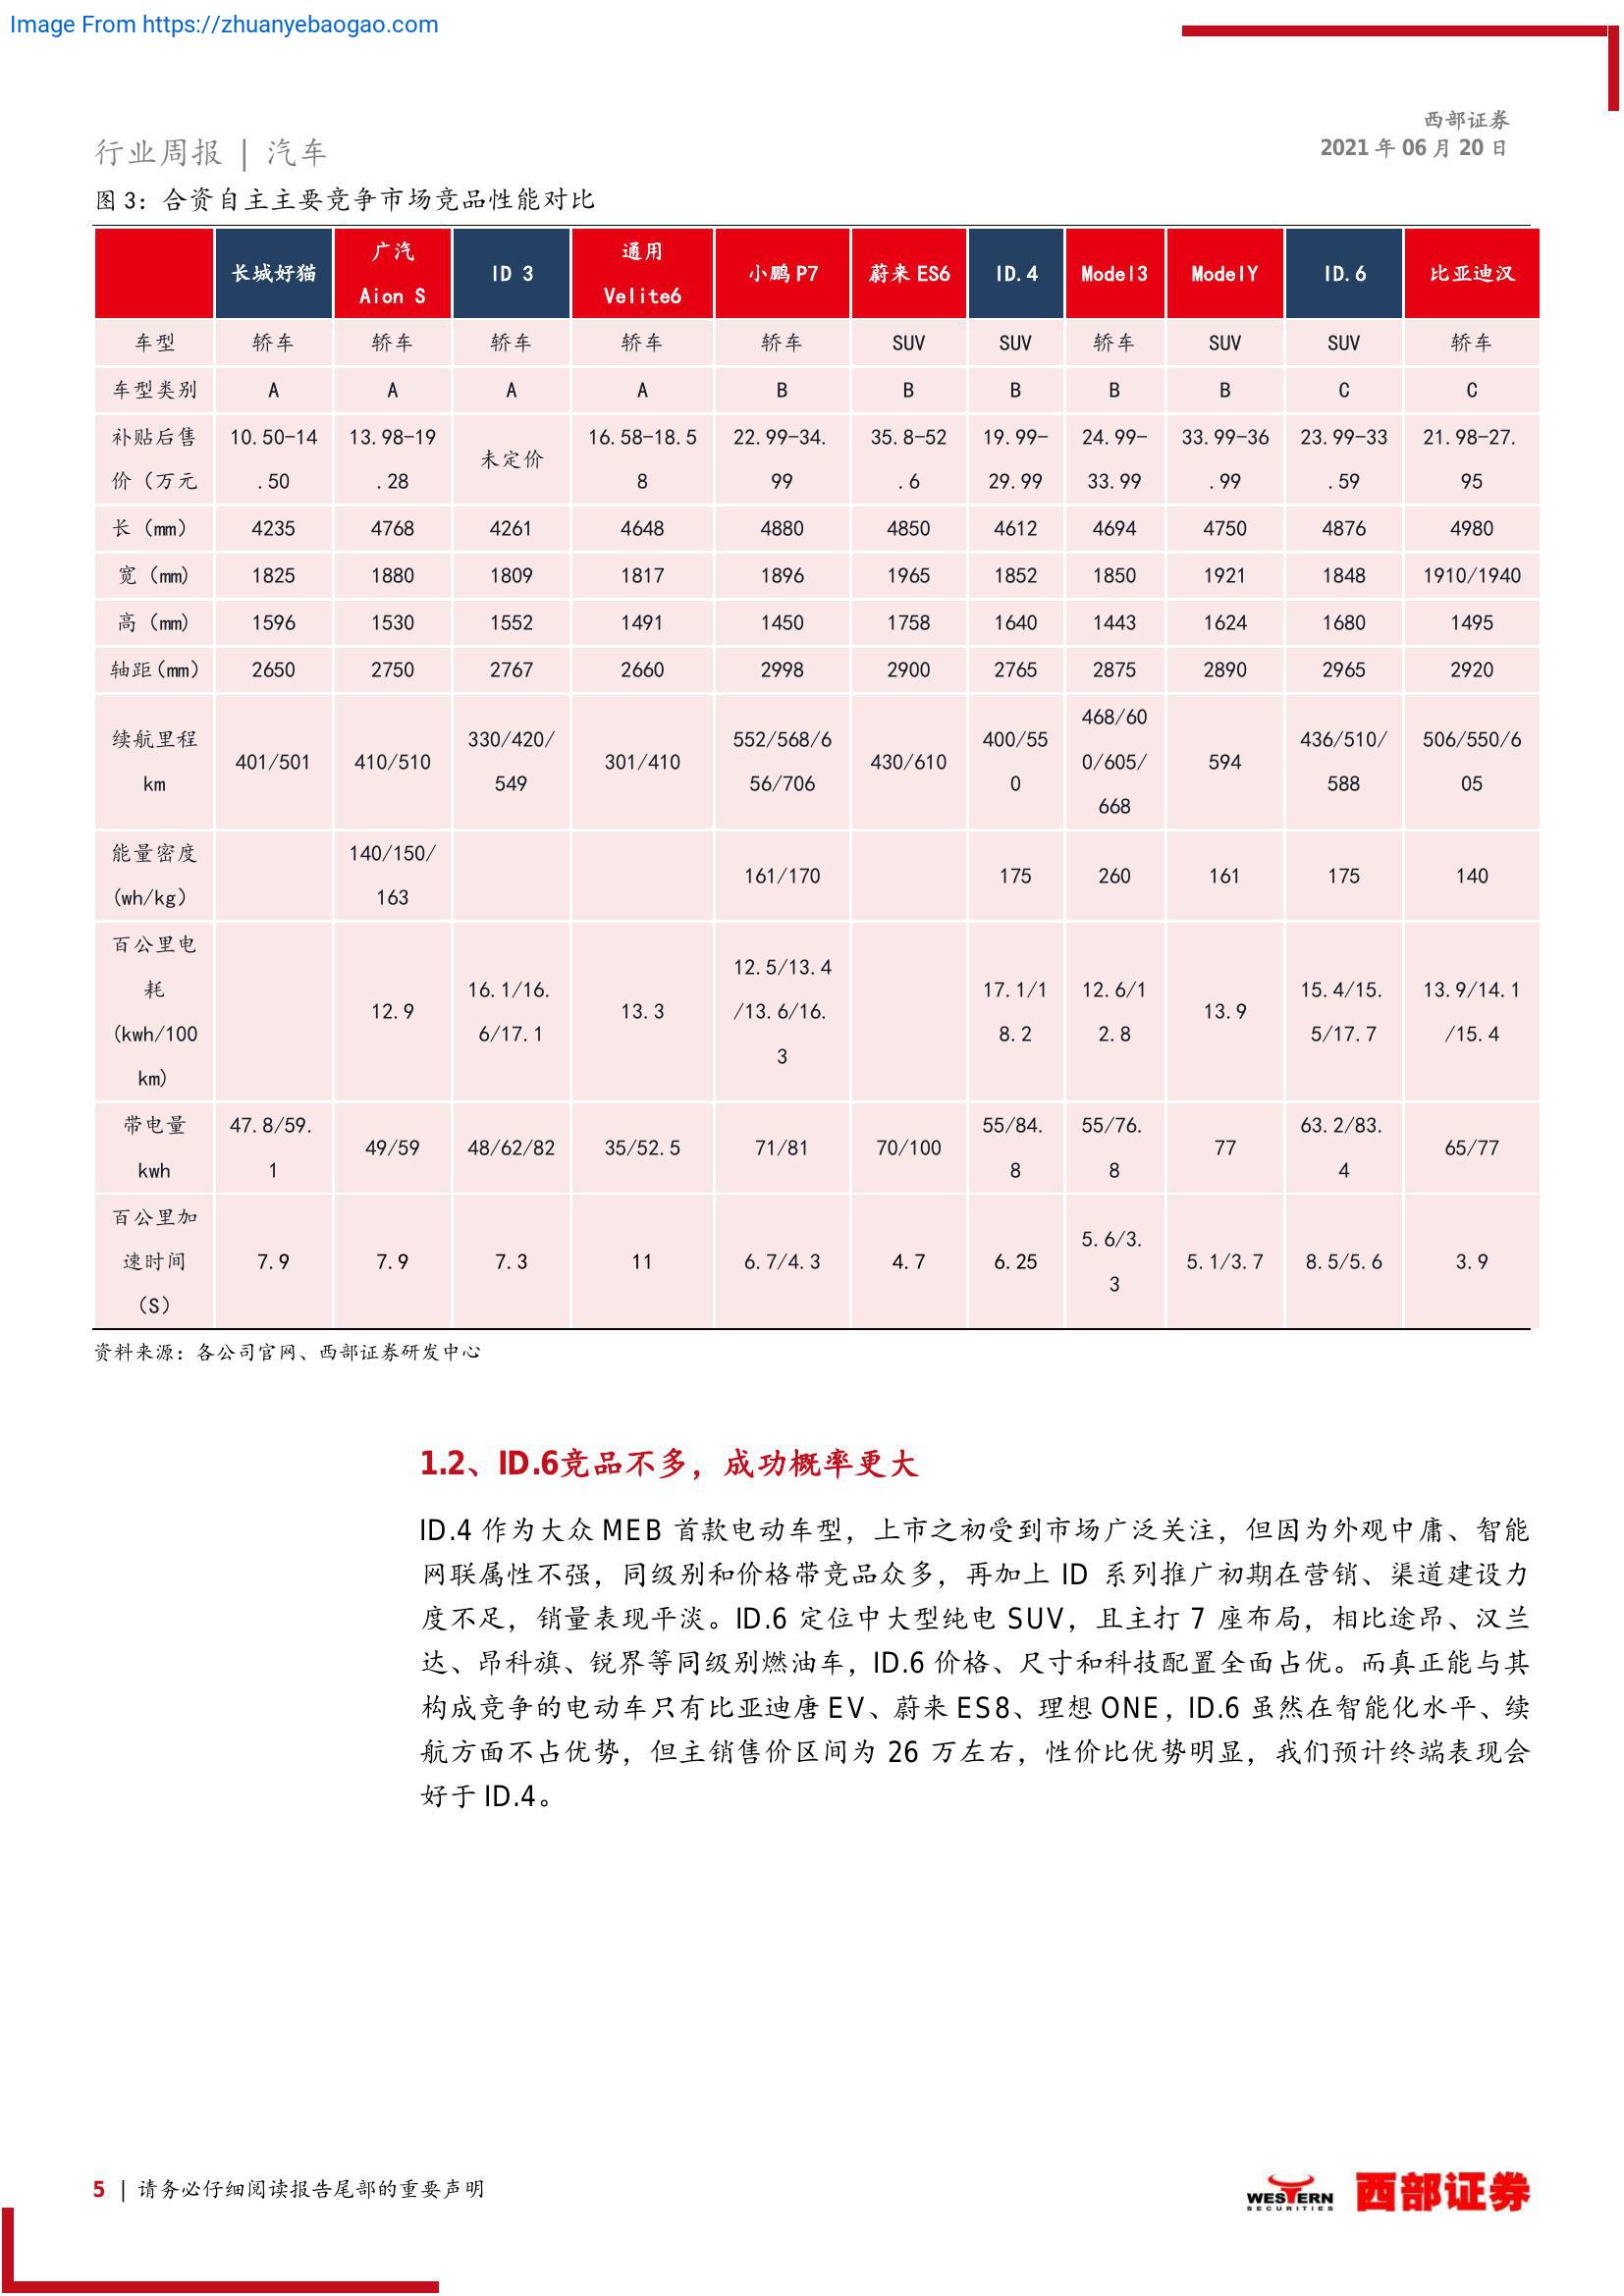 Image From https://zhuanyebaogao.com
西部证券
2021 年 06 月 20 日
行业周报 | 汽车
图 3：合资自主主要竞争市场竞品性能对比
长城好猫 广汽 Aion S ID 3 通用 Velite6 小鹏 P7 蔚来 ES6 ID.4 Model3 ModelY ID.6 比亚迪汉
车型 轿车 轿车 轿车 轿车 轿车 SUV SUV 轿车 SUV SUV 轿车
车型类别 A A A A B B B B B C C
补贴后售价（万元 10.50-14.50 13.98-19.28 未定价 16.58-18.58 22.99-34.99 35.8-52.6 19.99-29.99 24.99-33.99 33.99-36.99 23.99-33.59 21.98-27.95
长（mm） 4235 4768 4261 4648 4880 4850 4612 4694 4750 4876 4980
宽（mm） 1825 1880 1809 1817 1896 1965 1852 1850 1921 1848 1910/1940
高（mm） 1596 1530 1552 1491 1450 1758 1640 1443 1624 1680 1495
轴距(mm) 2650 2750 2767 2660 2998 2900 2765 2875 2890 2965 2920
续航里程 km 401/501 410/510 330/420/549 301/410 552/568/656/706 430/610 400/550 468/600/605/668 594 436/510/588 506/550/605
能量密度(wh/kg) 140/150/163 161/170 175 260 161 175 140
百公里电耗(kwh/100km) 12.9 16.1/16.6/17.1 13.3 12.5/13.4/13.6/16.3 17.1/18.2 12.6/12.8 13.9 15.4/15.5/17.7 13.9/14.1/15.4
带电量 kwh 47.8/59.1 49/59 48/62/82 35/52.5 71/81 70/100 55/84.8 55/76.8 77 63.2/83.4 65/77
百公里加速时间（S） 7.9 7.9 7.3 11 6.7/4.3 4.7 6.25 5.6/3.3 5.1/3.7 8.5/5.6 3.9
资料来源：各公司官网、西部证券研发中心
1.2、ID.6竞品不多，成功概率更大
ID.4 作为大众 MEB 首款电动车型，上市之初受到市场广泛关注，但因为外观中庸、智能
网联属性不强，同级别和价格带竞品众多，再加上 ID 系列推广初期在营销、渠道建设力
度不足，销量表现平淡。ID.6 定位中大型纯电 SUV，且主打 7 座布局，相比途昂、汉兰
达、昂科旗、锐界等同级别燃油车，ID.6 价格、尺寸和科技配置全面占优。而真正能与其
构成竞争的电动车只有比亚迪唐 EV、蔚来 ES8、理想 ONE，ID.6 虽然在智能化水平、续
航方面不占优势，但主销售价区间为 26 万左右，性价比优势明显，我们预计终端表现会
好于 ID.4。
5 | 请务必仔细阅读报告尾部的重要声明
WESTERN
SECURITIES
西部证券